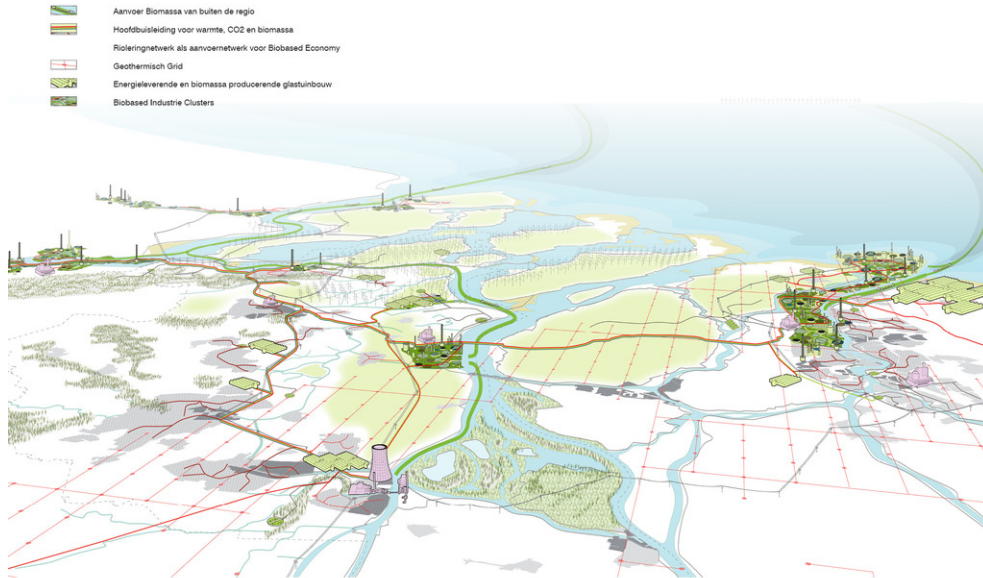 Aanvoer Biomassa van buiten de regio
Hoofdbuisleiding voor warmte, CO2 en biomassa
Rioleringnetwerk als aanvoernetwerk voor Biobased Economy
Geothermisch Grid
Energieleverende en biomassa producerende glastuinbouw
Biobased Industrie Clusters